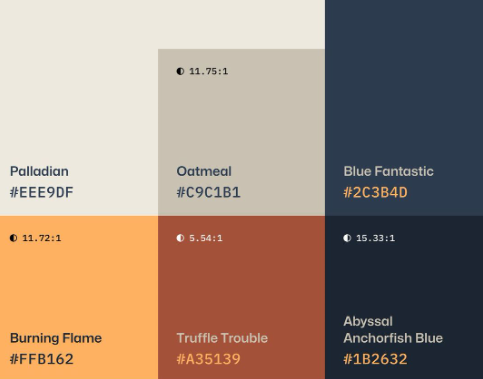 11.75:1
Palladian
#EEE9DF
Oatmeal
#C9C1B1
Blue Fantastic
#2C3B4D
11.72:1
5.54:1
15.33:1
Burning Flame
#FFB162
Truffle Trouble
#A35139
Abyssal
Anchorfish Blue
#1B2632